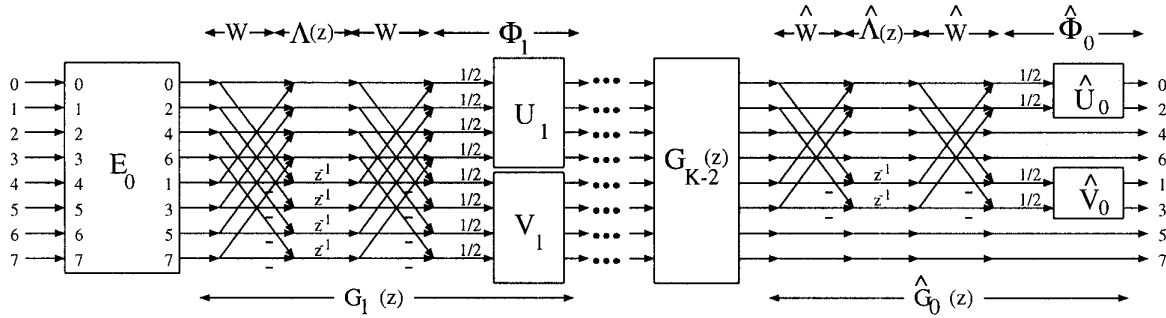 W Λ(z) W Φ₁ Ŵ Λ̂(z) Ŵ Φ̂₀
0 0 0 1/2 1/2 0
1 1 2 1/2 U₁ 1/2 Û₀ 2
2 2 4 1/2 4
3 3 6 1/2 6
E₀ G_{K-2}(z)
4 4 1 z⁻¹ 1/2 z⁻¹ 1/2 1
5 5 3 - z⁻¹ - 1/2 V₁ - z⁻¹ - 1/2 V̂₀ 3
6 6 5 - z⁻¹ - 1/2 5
7 7 7 - z⁻¹ - 1/2 7
G₁(z) Ĝ₀(z)